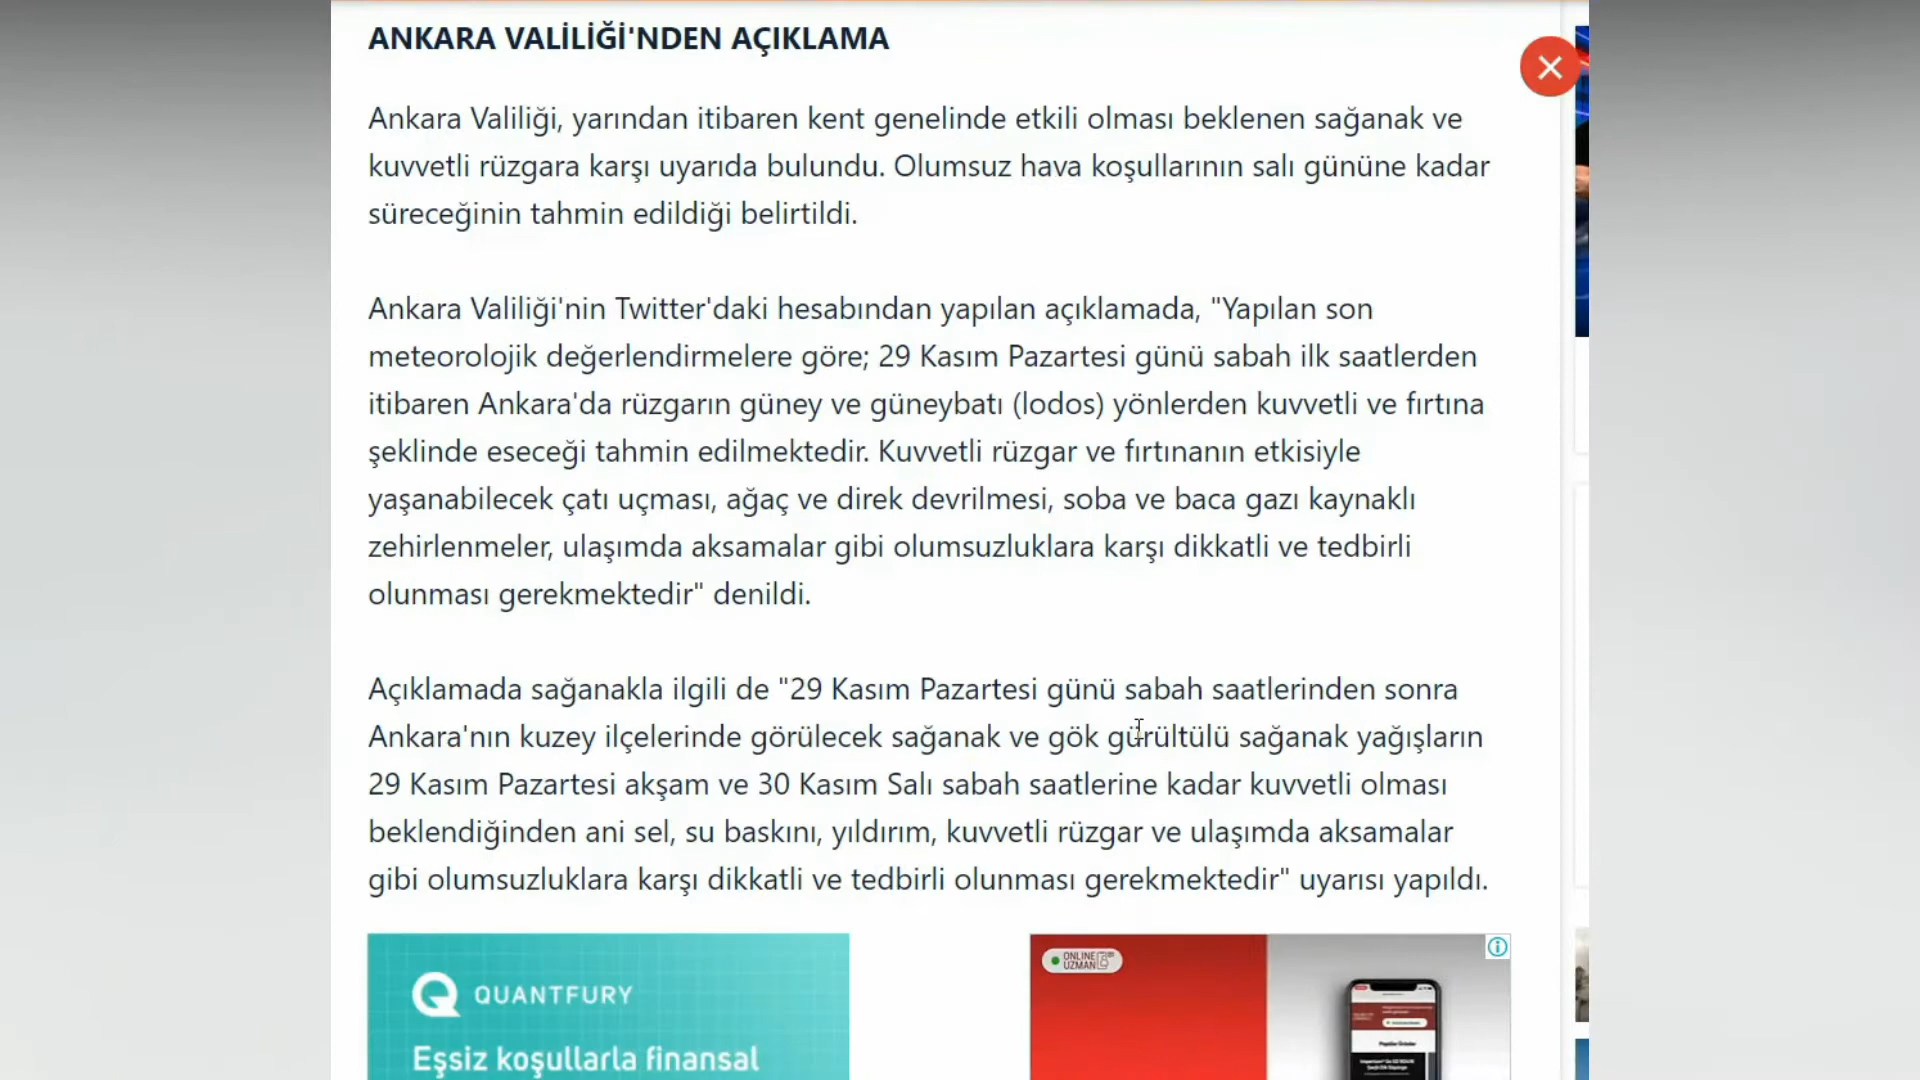 ANKARA VALİLİĞİ'NDEN AÇIKLAMA
Ankara Valiliği, yarından itibaren kent genelinde etkili olması beklenen sağanak ve
kuvvetli rüzgara karşı uyarıda bulundu. Olumsuz hava koşullarının salı gününe kadar
süreceğinin tahmin edildiği belirtildi.
Ankara Valiliği'nin Twitter'daki hesabından yapılan açıklamada, "Yapılan son
meteorolojik değerlendirmelere göre; 29 Kasım Pazartesi günü sabah ilk saatlerden
itibaren Ankara'da rüzgarın güney ve güneybatı (lodos) yönlerden kuvvetli ve fırtına
şeklinde eseceği tahmin edilmektedir. Kuvvetli rüzgar ve fırtınanın etkisiyle
yaşanabilecek çatı uçması, ağaç ve direk devrilmesi, soba ve baca gazı kaynaklı
zehirlenmeler, ulaşımda aksamalar gibi olumsuzluklara karşı dikkatli ve tedbirli
olunması gerekmektedir" denildi.
Açıklamada sağanakla ilgili de "29 Kasım Pazartesi günü sabah saatlerinden sonra
Ankara'nın kuzey ilçelerinde görülecek sağanak ve gök gürültülü sağanak yağışların
29 Kasım Pazartesi akşam ve 30 Kasım Salı sabah saatlerine kadar kuvvetli olması
beklendiğinden ani sel, su baskını, yıldırım, kuvvetli rüzgar ve ulaşımda aksamalar
gibi olumsuzluklara karşı dikkatli ve tedbirli olunması gerekmektedir" uyarısı yapıldı.
QUANTFURY
Eşsiz koşullarla finansal
ONLINE
UZMAN
Popüler Ürünler